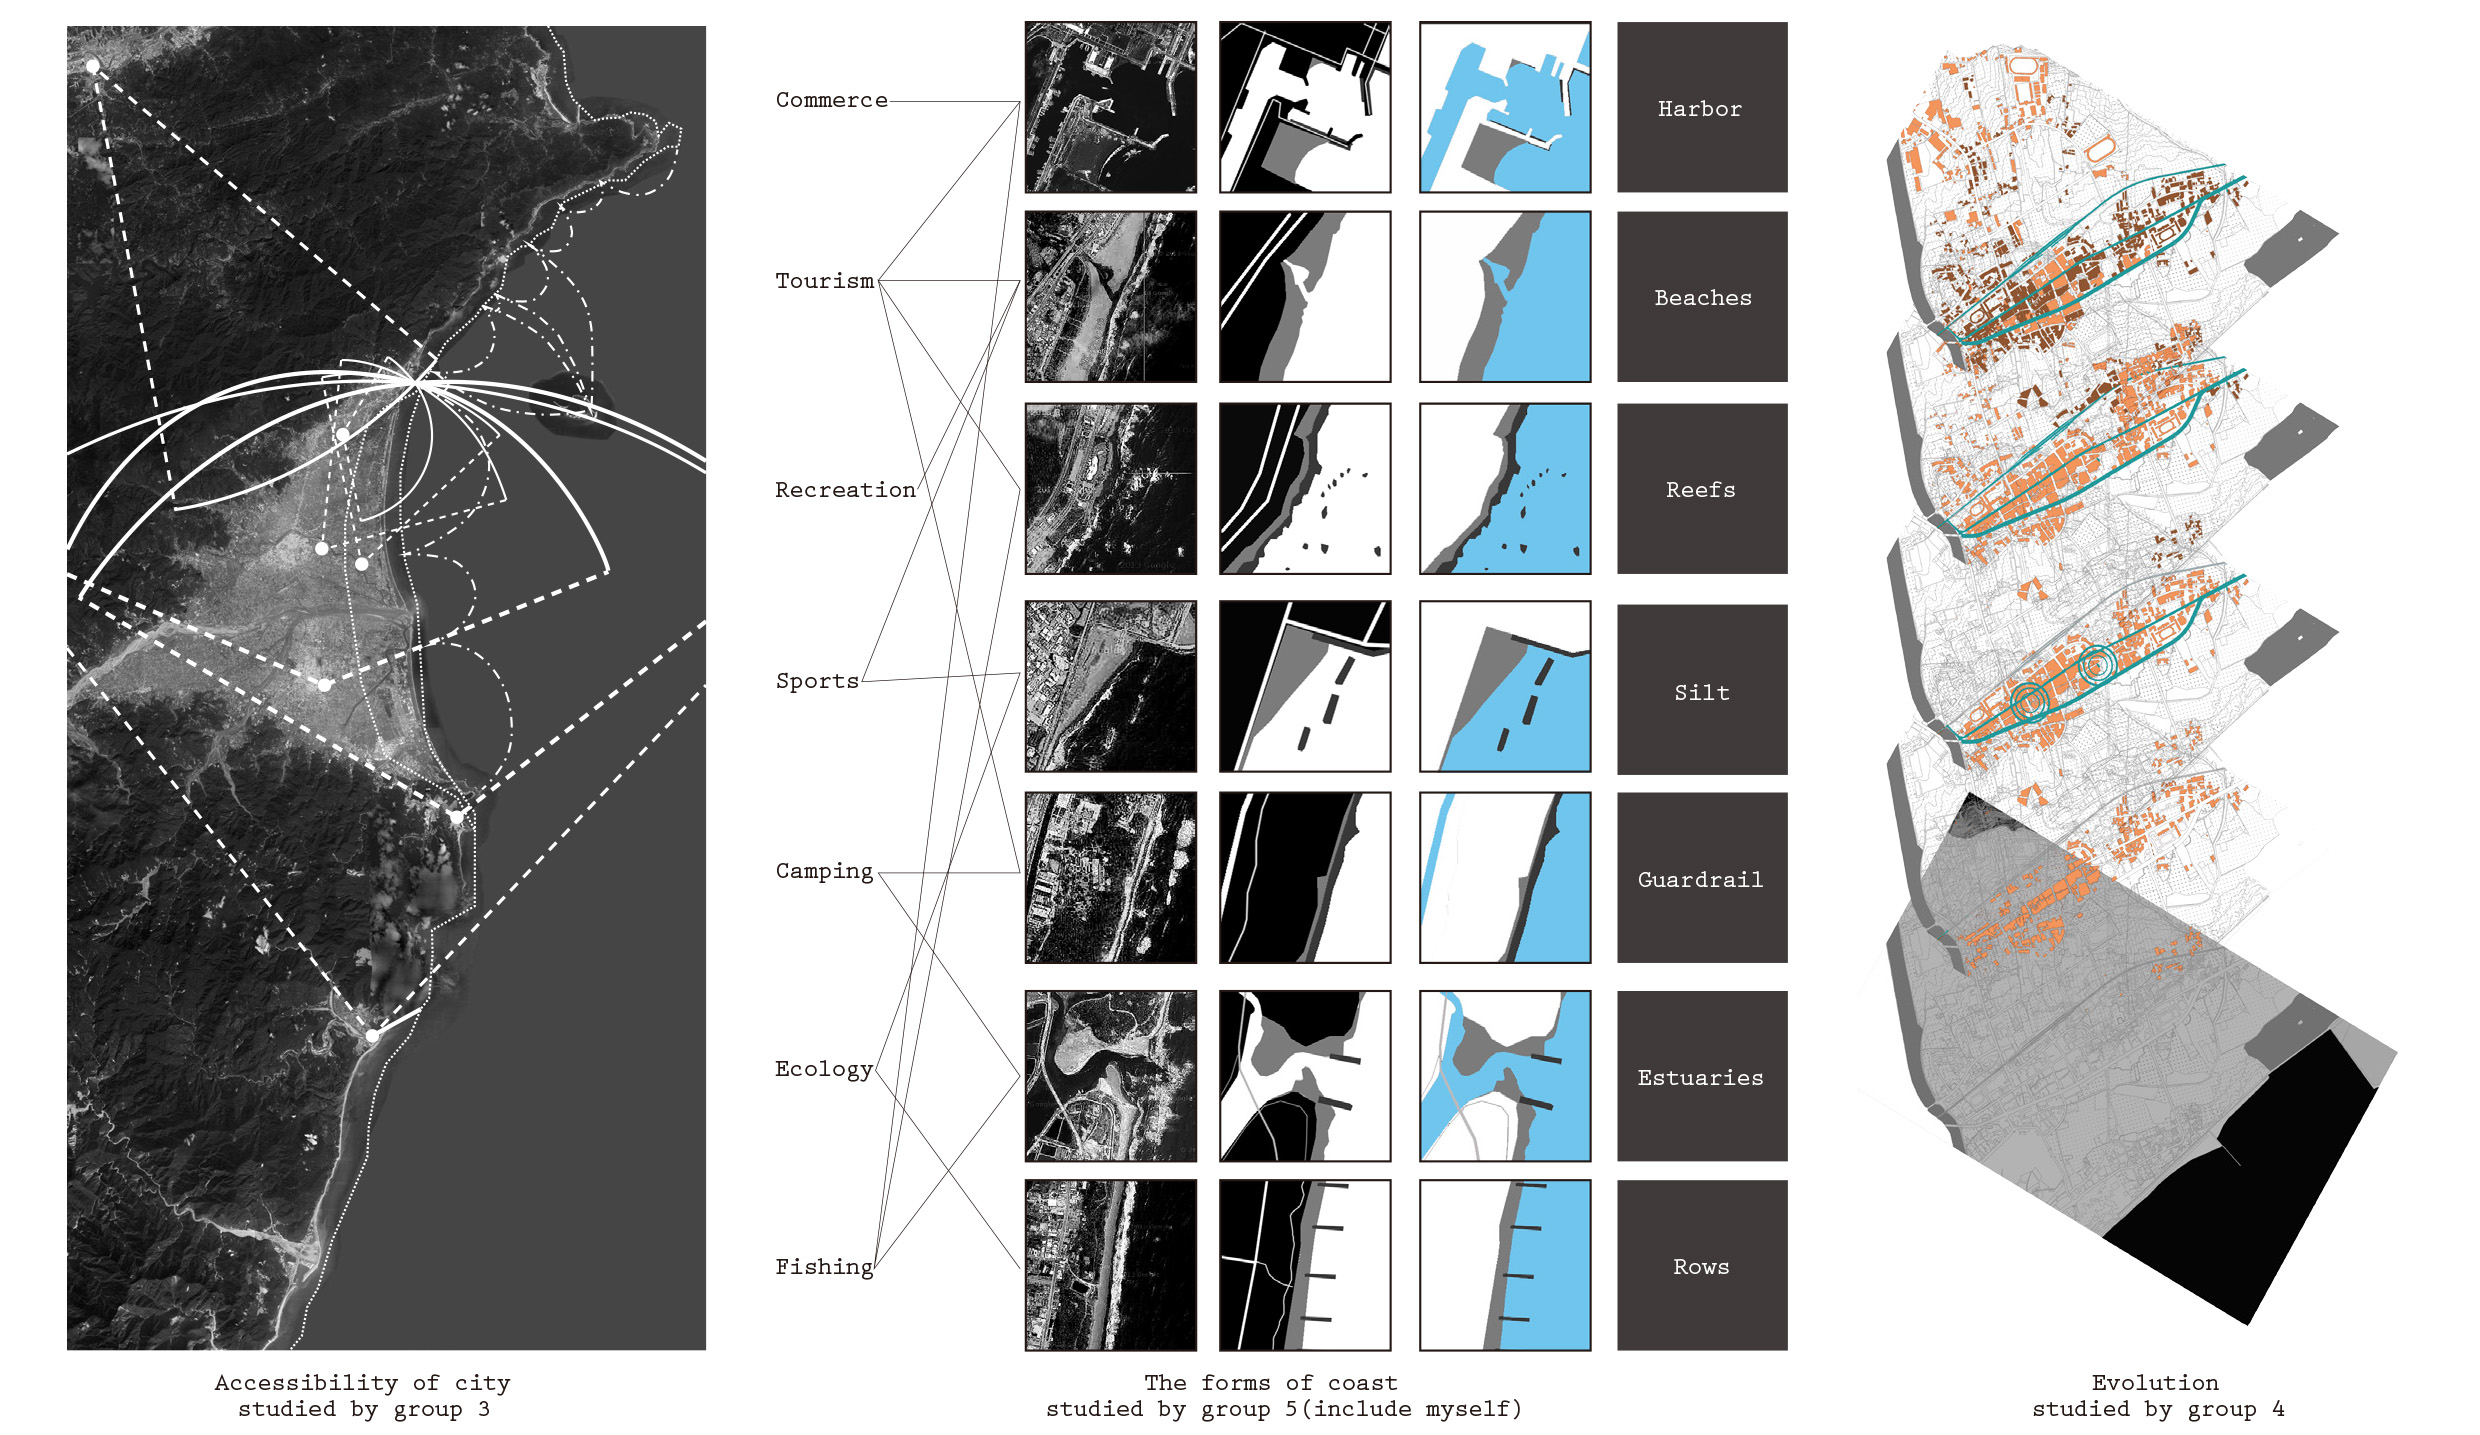 Commerce
Tourism
Recreation
Sports
Camping
Ecology
Fishing
Harbor
Beaches
Reefs
Silt
Guardrail
Estuaries
Rows
Accessibility of city
studied by group 3
The forms of coast
studied by group 5(include myself)
Evolution
studied by group 4